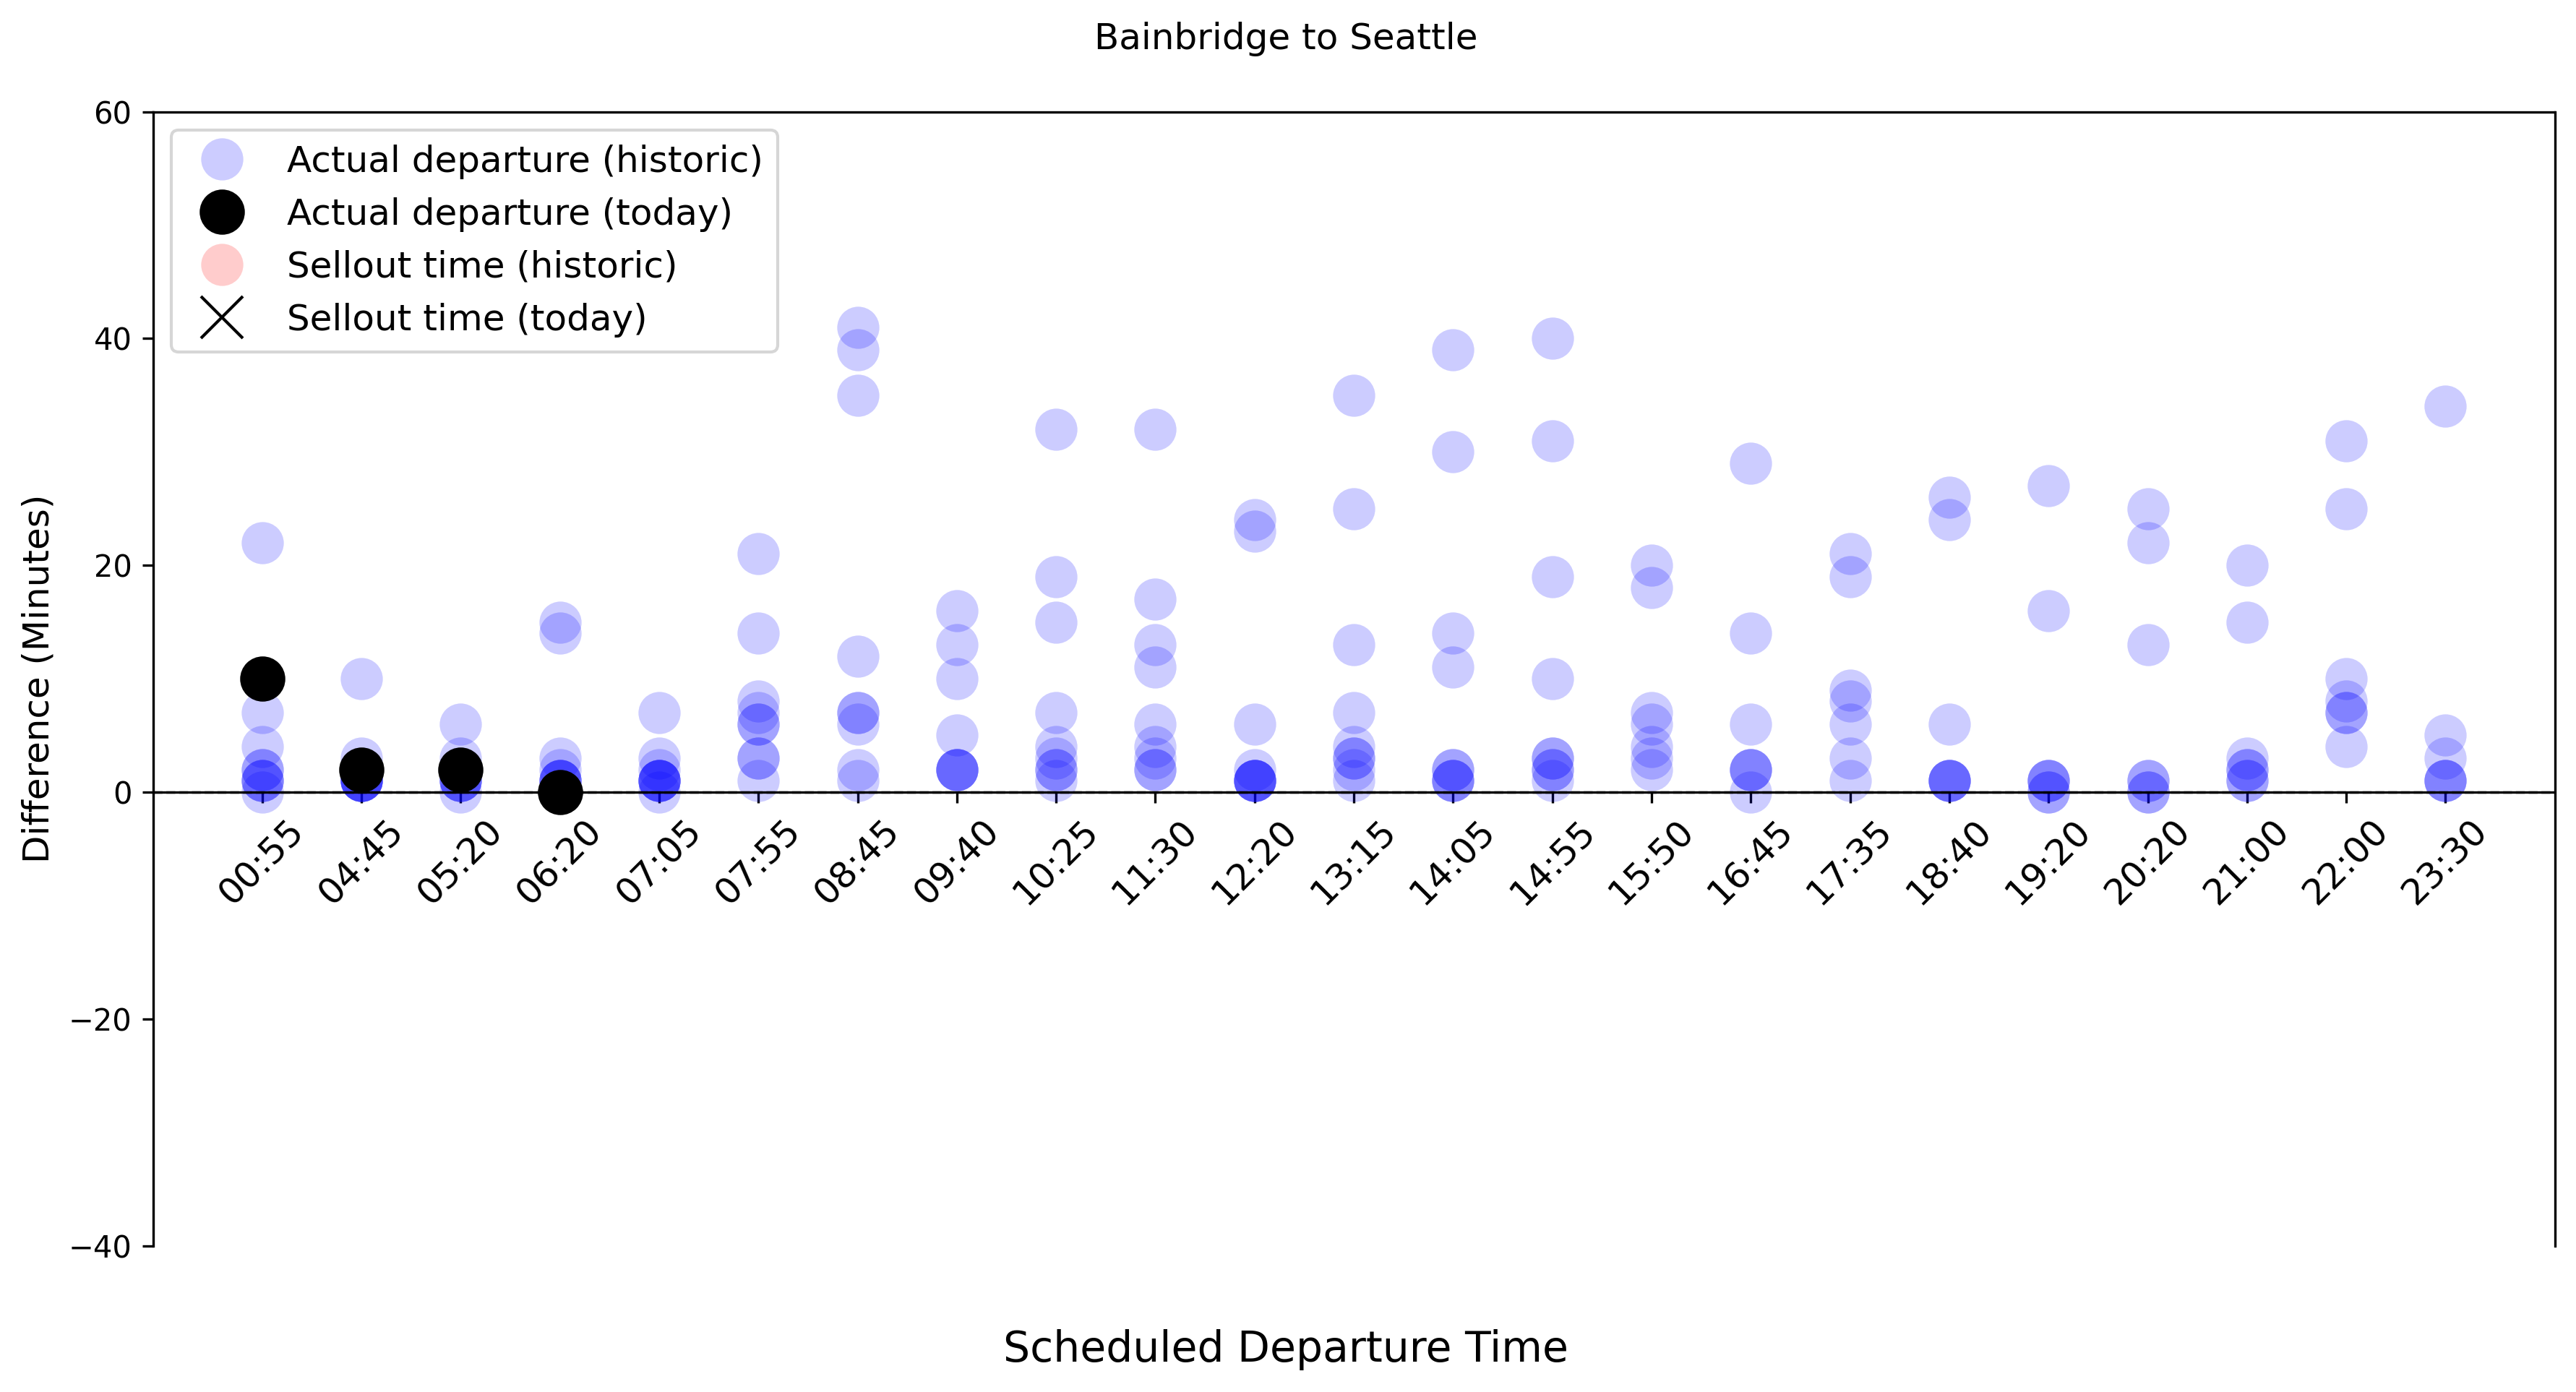 Bainbridge to Seattle
60
40
20
0
−20
−40
Difference (Minutes)
Actual departure (historic)
Actual departure (today)
Sellout time (historic)
Sellout time (today)
00:55 04:45 05:20 06:20 07:05 07:55 08:45 09:40 10:25 11:30 12:20 13:15 14:05 14:55 15:50 16:45 17:35 18:40 19:20 20:20 21:00 22:00 23:30
Scheduled Departure Time